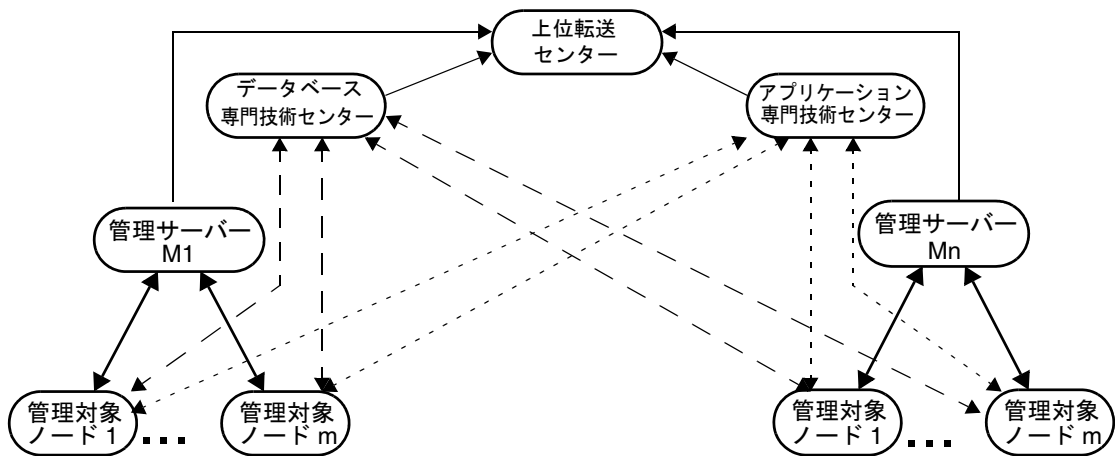 上位転送
センター
データベース
専門技術センター
アプリケーション
専門技術センター
管理サーバー
M1
管理サーバー
Mn
管理対象
ノード 1
管理対象
ノード m
管理対象
ノード 1
管理対象
ノード m